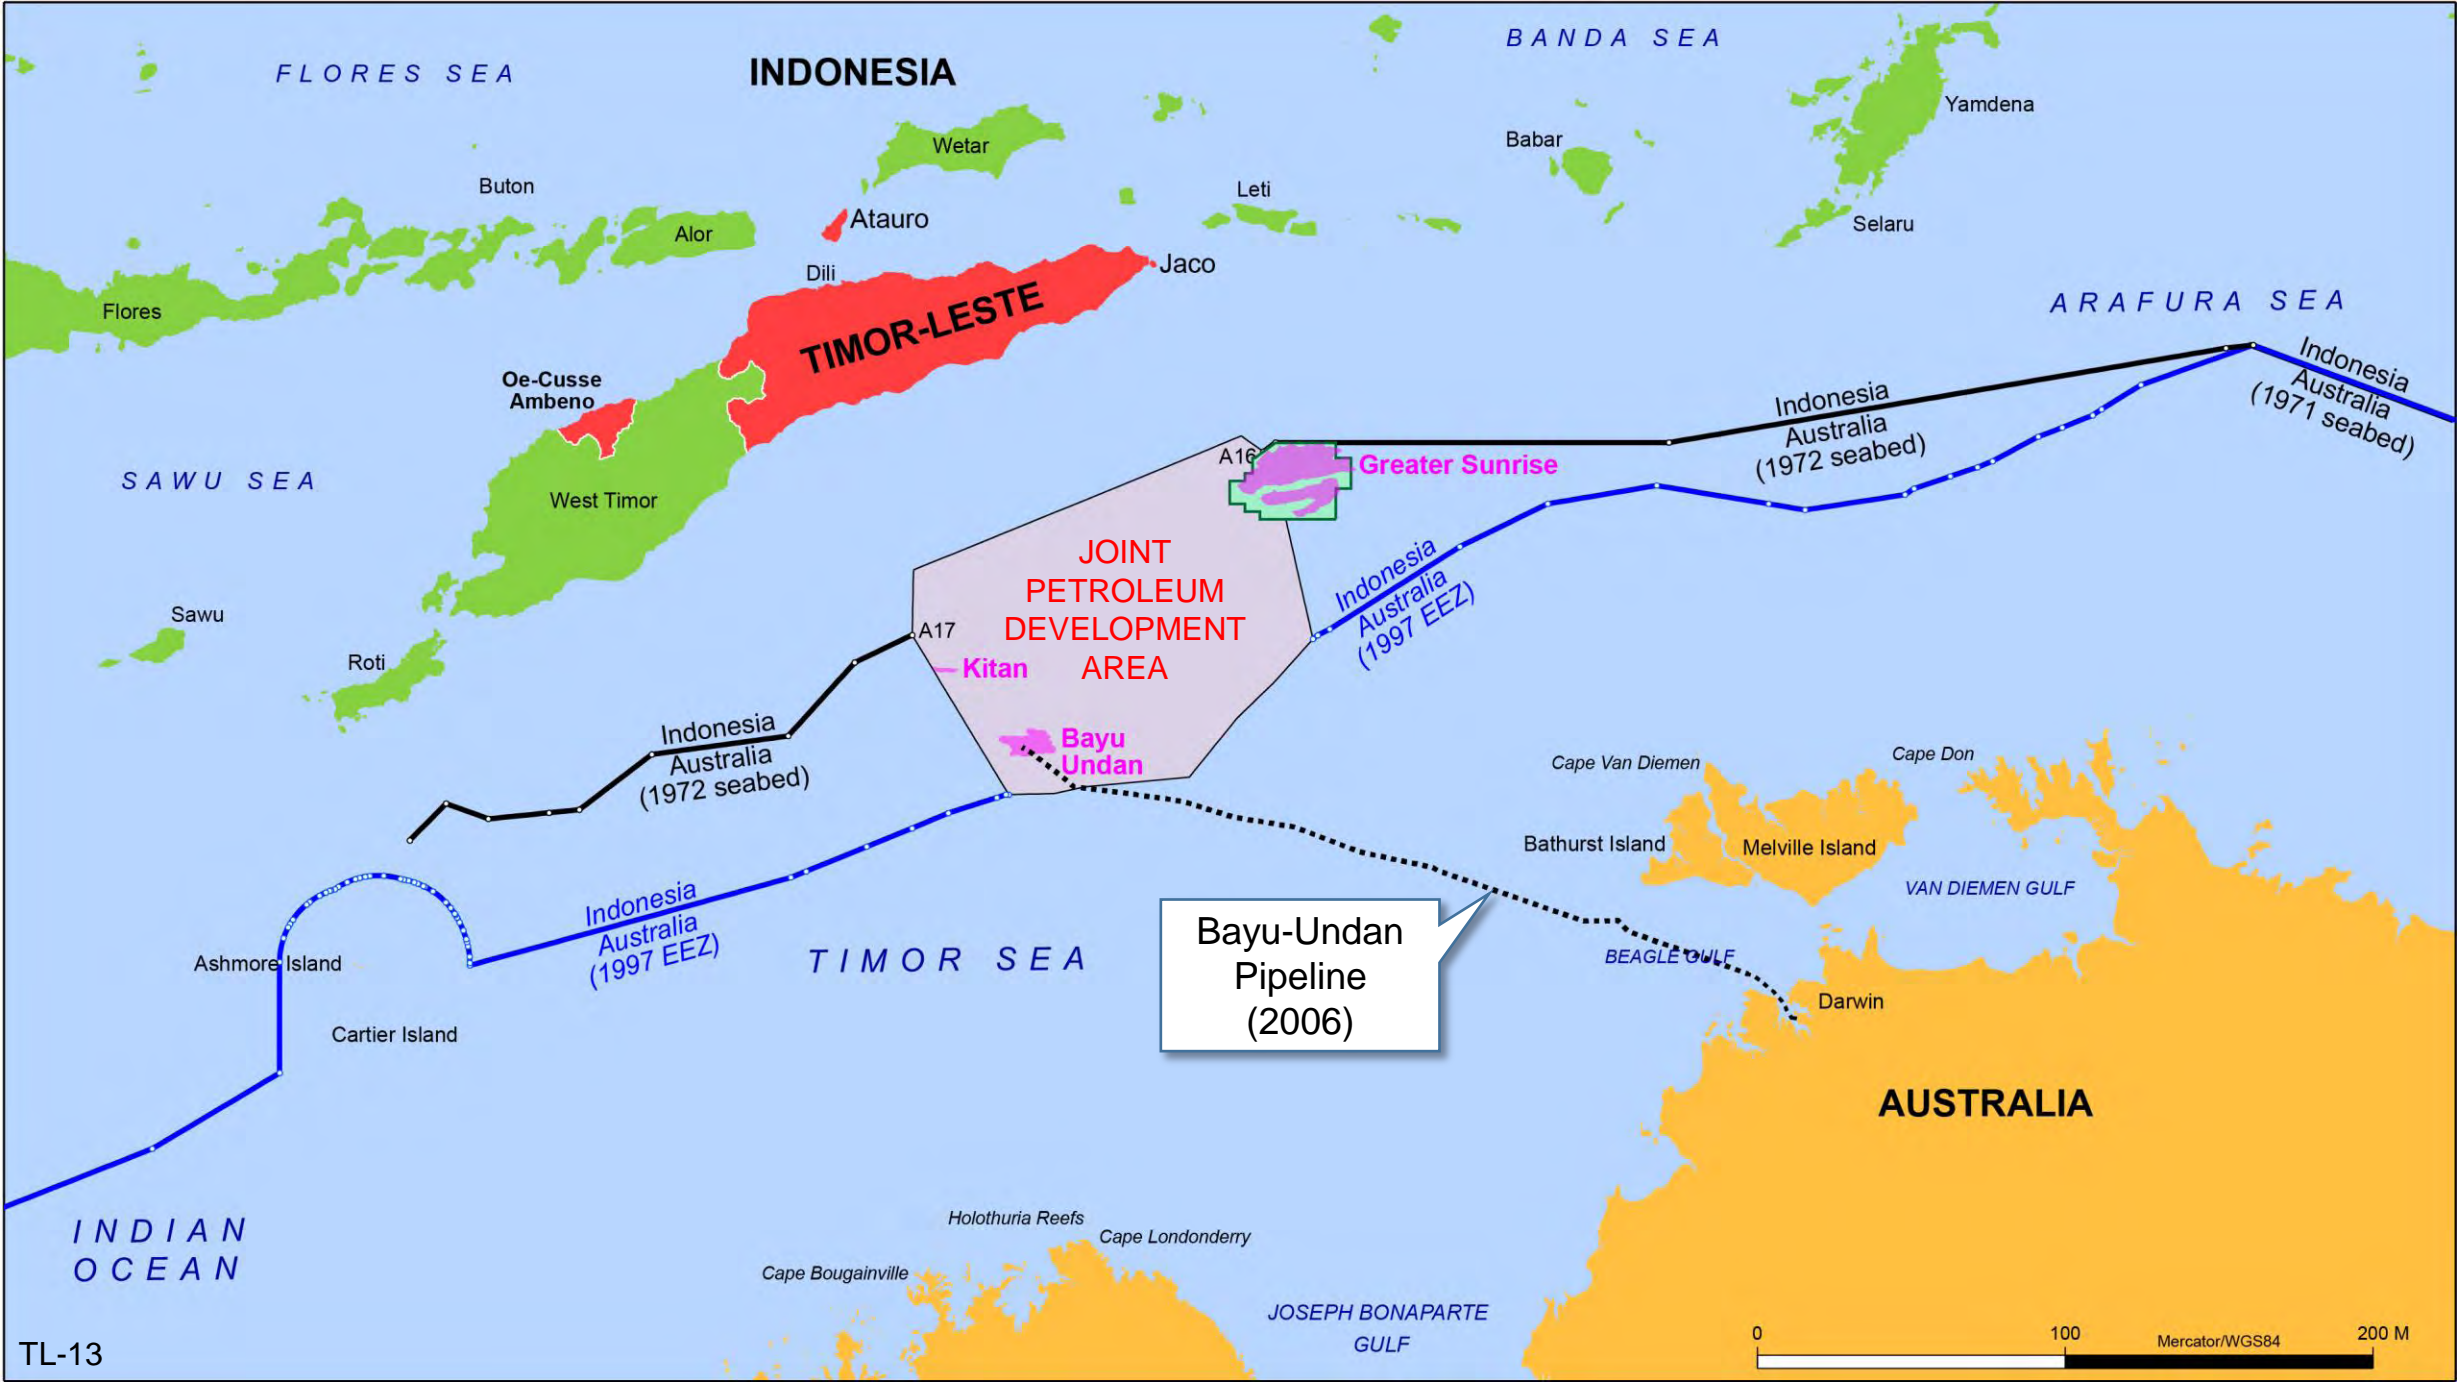 FLORES SEA
INDONESIA
BANDA SEA
Yamdena
Wetar
Babar
Buton
Leti
Atauro
Alor
Selaru
Dili
Jaco
Flores
TIMOR-LESTE
ARAFURA SEA
Indonesia
Australia
(1971 seabed)
Oe-Cusse
Ambeno
Indonesia
Australia
(1972 seabed)
SAWU SEA
West Timor
A16
Greater Sunrise
JOINT
PETROLEUM
DEVELOPMENT
AREA
Indonesia
Australia
(1997 EEZ)
Sawu
A17
Roti
Kitan
Indonesia
Australia
(1972 seabed)
Bayu
Undan
Cape Van Diemen
Cape Don
Bathurst Island
Melville Island
VAN DIEMEN GULF
Indonesia
Australia
(1997 EEZ)
TIMOR SEA
Bayu-Undan
Pipeline
(2006)
BEAGLE GULF
Ashmore Island
Cartier Island
Darwin
AUSTRALIA
INDIAN
OCEAN
Holothuria Reefs
Cape Londonderry
Cape Bougainville
JOSEPH BONAPARTE
GULF
0
100
200 M
Mercator/WGS84
TL-13